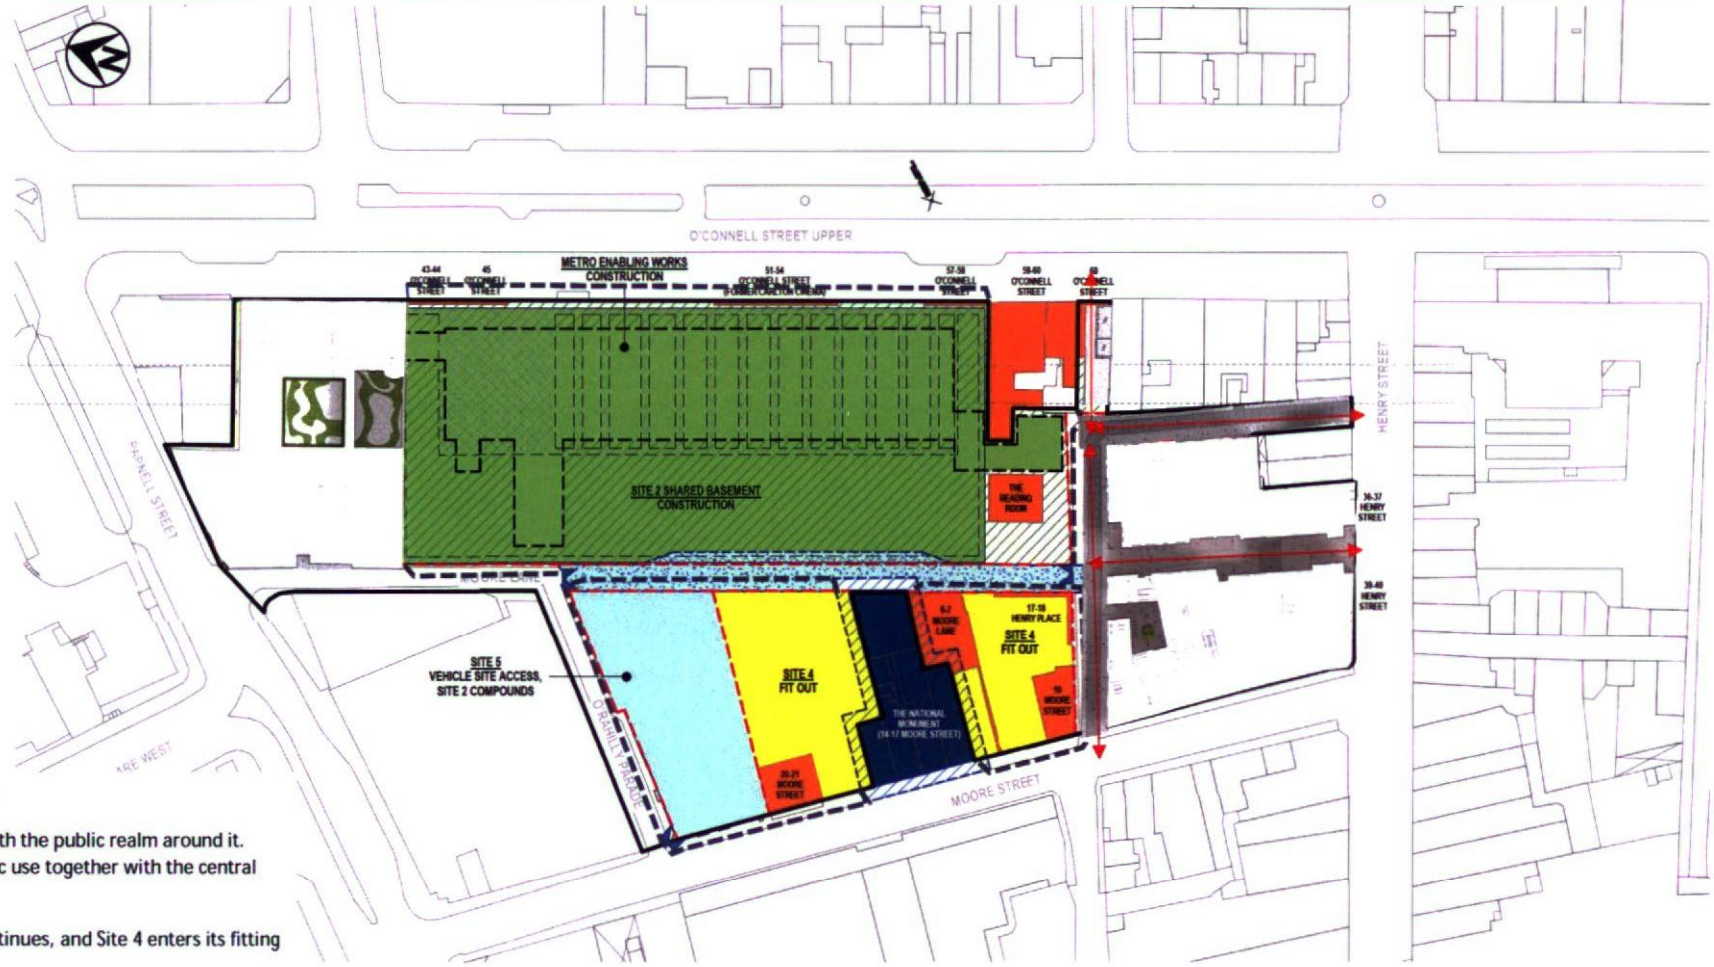 N
O'CONNELL STREET UPPER
METRO ENABLING WORKS
CONSTRUCTION
43-44
O'CONNELL
STREET
45
O'CONNELL
STREET
51-54
O'CONNELL STREET
(FORMER CARLTON CINEMA)
57-58
O'CONNELL
STREET
59-60
O'CONNELL
STREET
O'CONNELL
STREET
HENRY STREET
PARNELL STREET
SITE 2 SHARED BASEMENT
CONSTRUCTION
THE
READING
ROOM
36-37
HENRY
STREET
MOORE LANE
39-40
HENRY
STREET
6-7
MOORE
LANE
17-18
HENRY PLACE
SITE 4
FIT OUT
SITE 5
VEHICLE SITE ACCESS,
SITE 2 COMPOUNDS
SITE 4
FIT OUT
10
MOORE
STREET
THE NATIONAL
MONUMENT
(14-17 MOORE STREET)
O'RAHILLY PARADE
20-21
MOORE
STREET
MOORE STREET
ARE WEST
th the public realm around it.
c use together with the central
tinues, and Site 4 enters its fitting